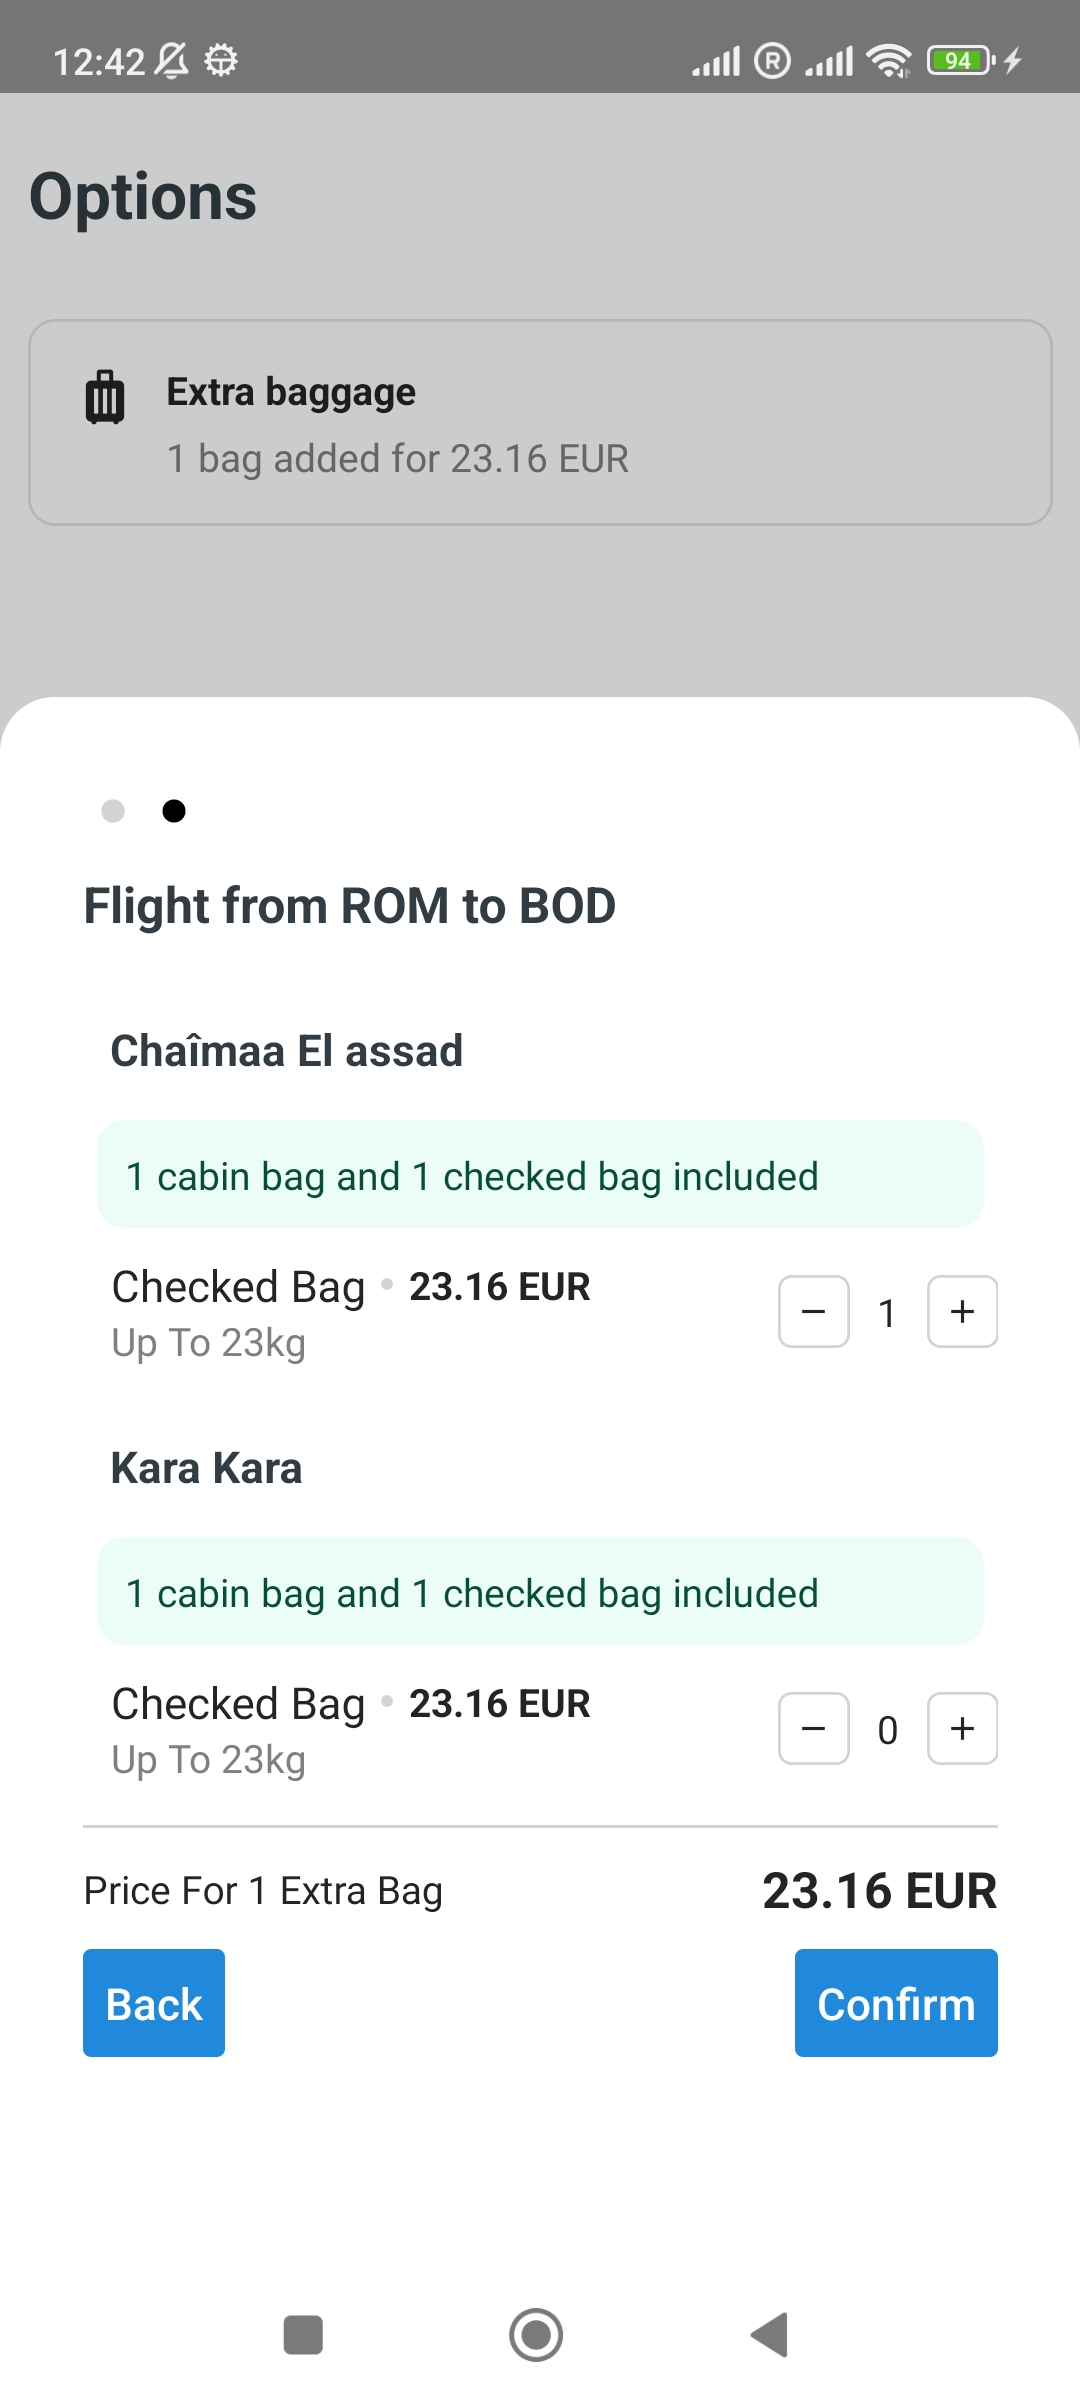 12:42
94
Options
Extra baggage
1 bag added for 23.16 EUR
Flight from ROM to BOD
Chaîmaa El assad
1 cabin bag and 1 checked bag included
Checked Bag • 23.16 EUR
Up To 23kg
− 1 +
Kara Kara
1 cabin bag and 1 checked bag included
Checked Bag • 23.16 EUR
Up To 23kg
− 0 +
Price For 1 Extra Bag 23.16 EUR
Back Confirm